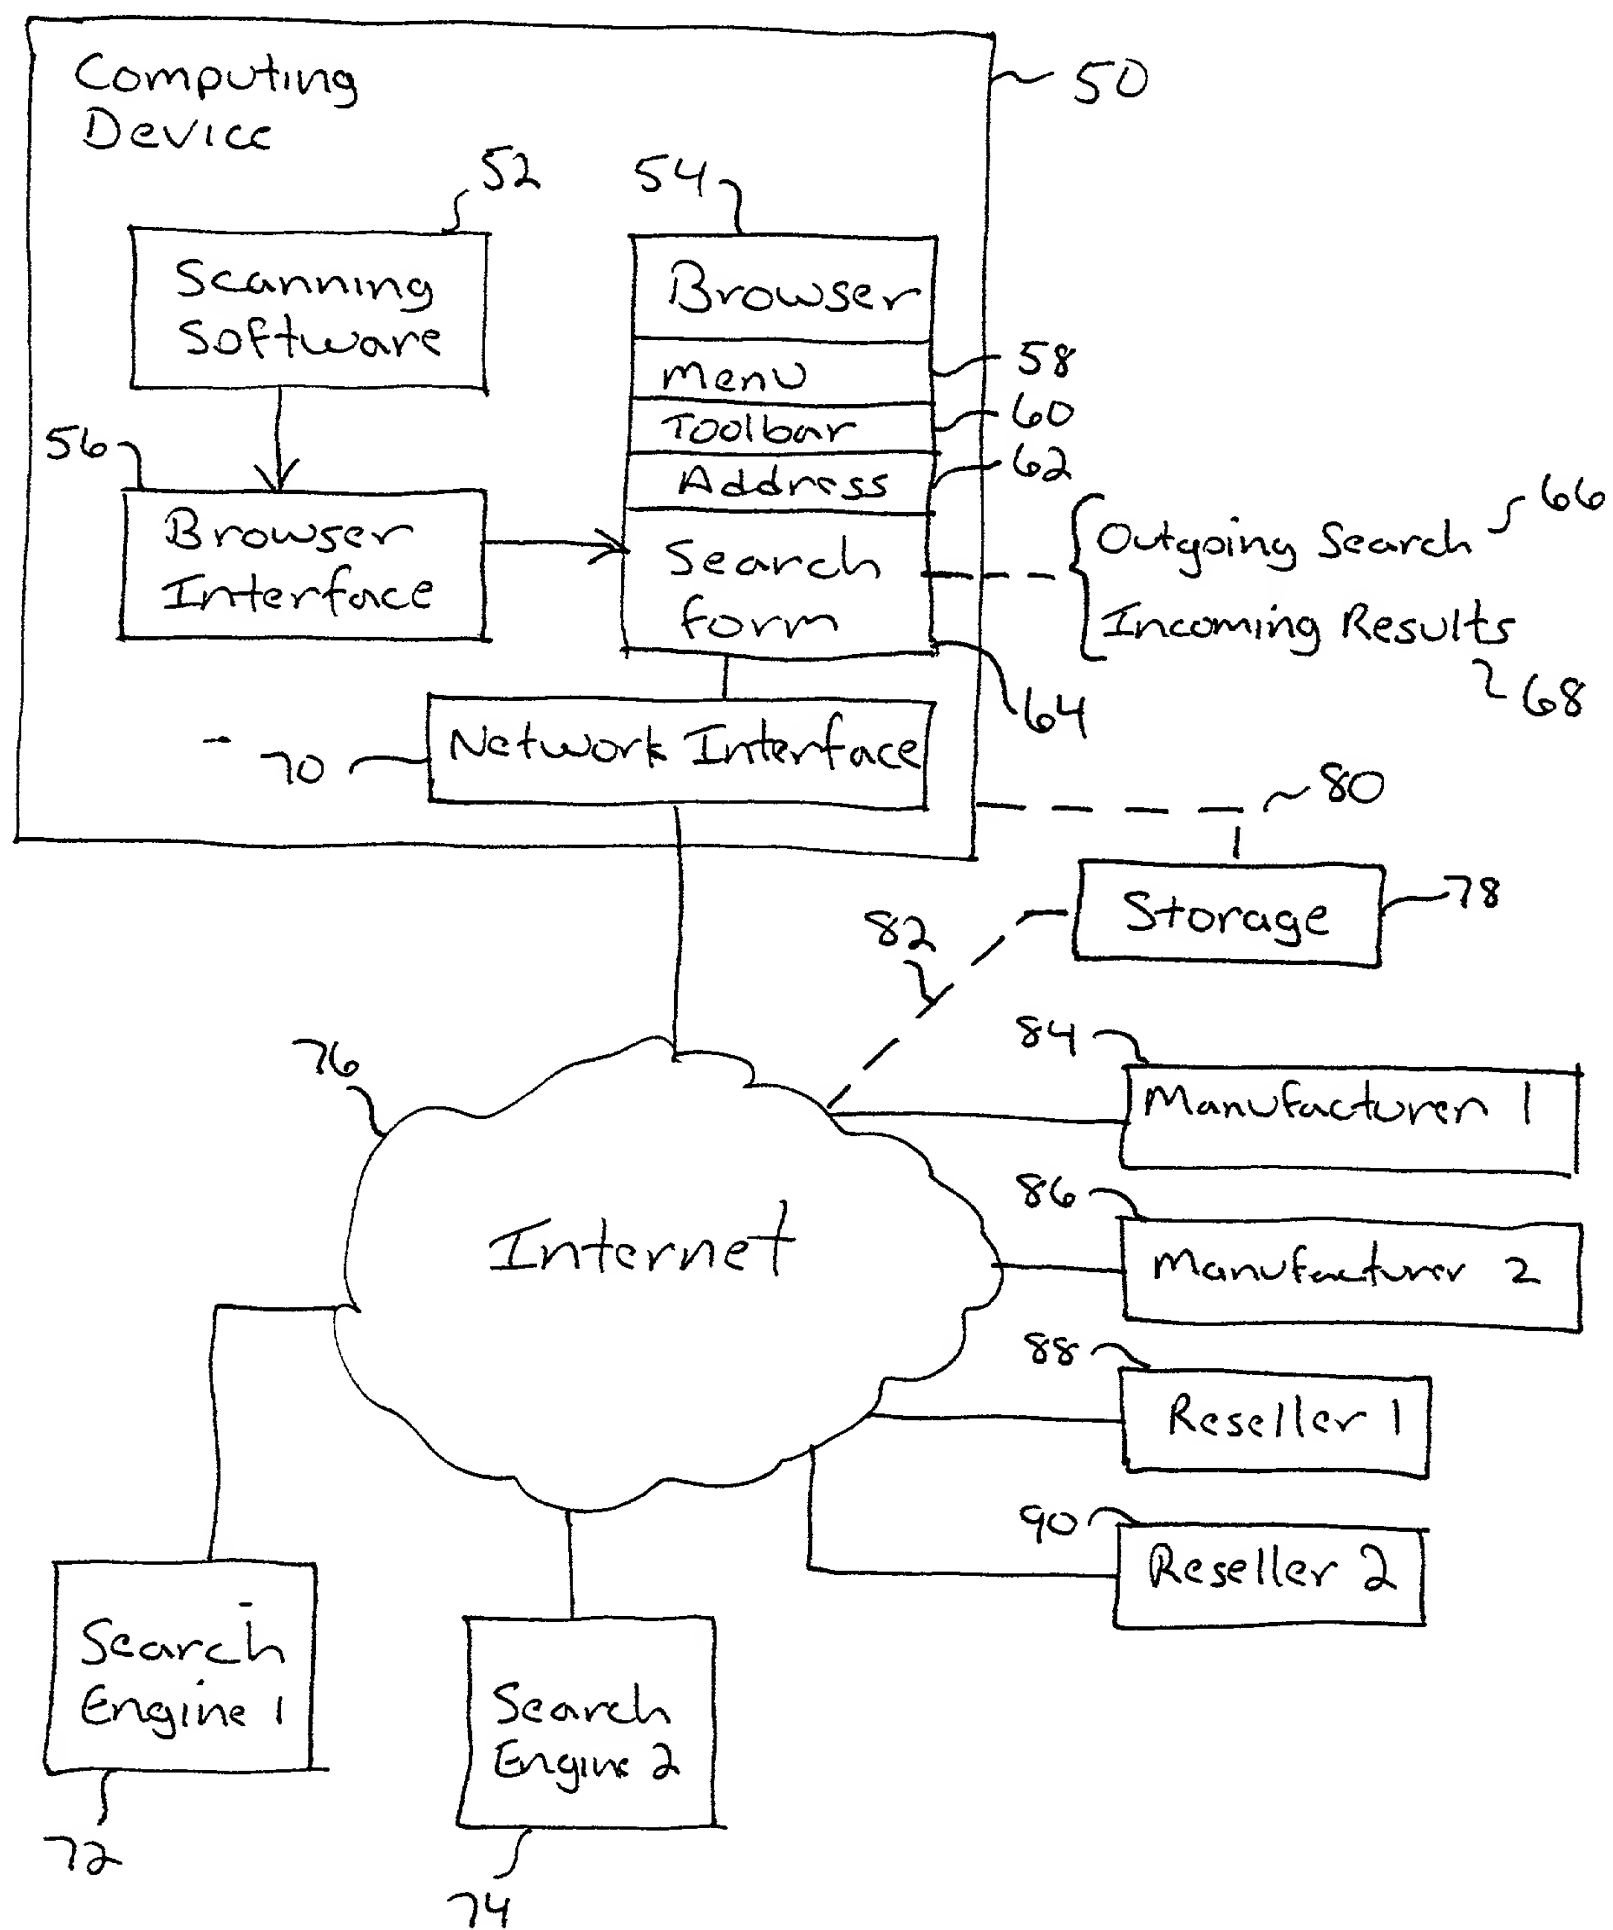 Computing
Device
50
52
54
Scanning
Software
Browser
Menu
58
Toolbar
60
Address
62
56
Browser
Interface
Search
form
64
Outgoing Search
66
Incoming Results
68
Network Interface
70
80
Storage
78
82
76
Internet
84
Manufacturer 1
86
Manufacturer 2
88
Reseller 1
90
Reseller 2
Search
Engine 1
72
Search
Engine 2
74